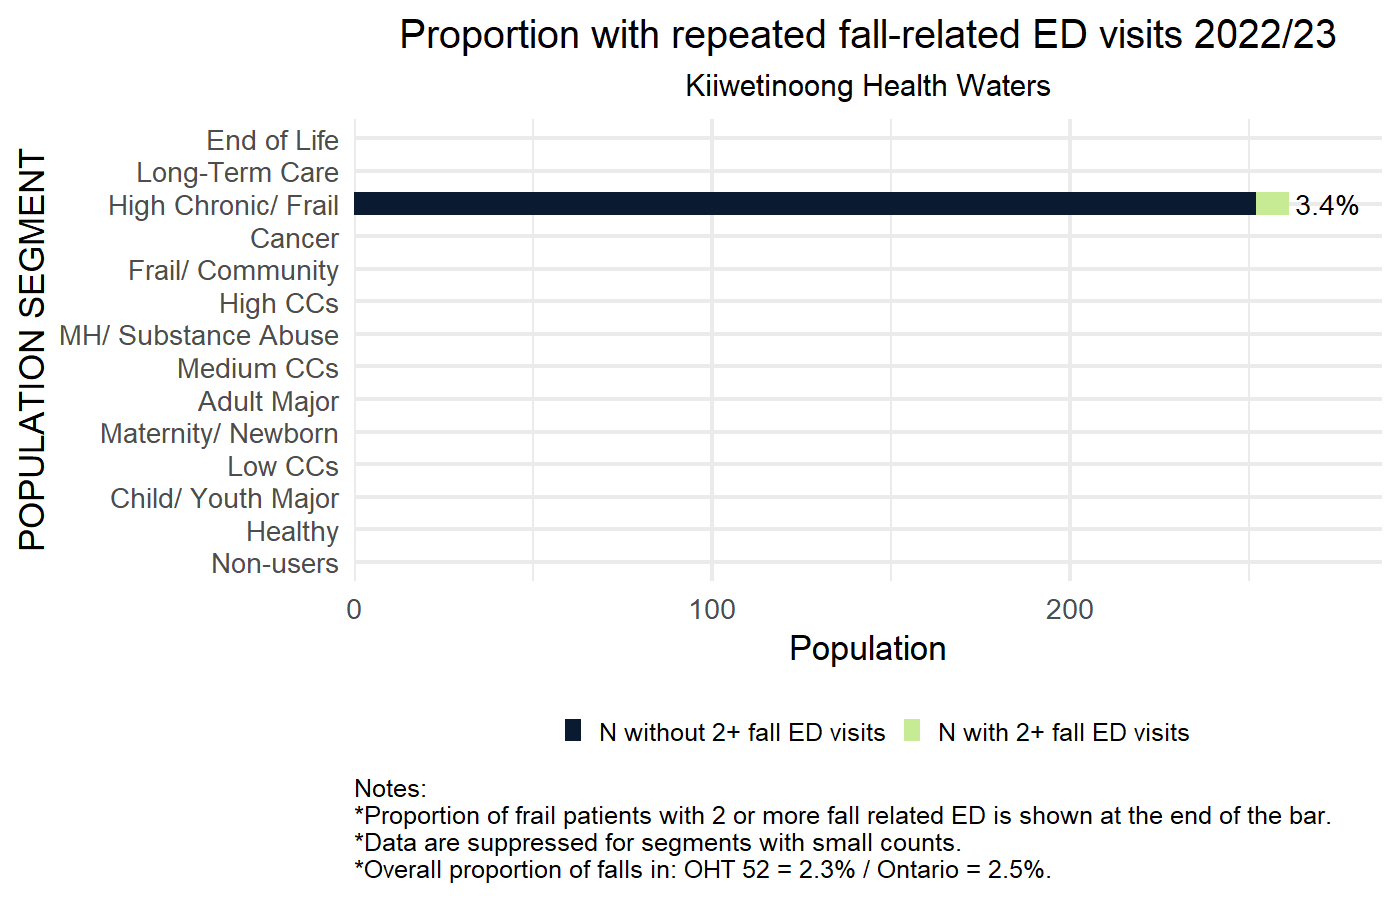 Proportion with repeated fall-related ED visits 2022/23
Kiiwetinoong Health Waters
POPULATION SEGMENT
End of Life
Long-Term Care
High Chronic/ Frail
3.4%
Cancer
Frail/ Community
High CCs
MH/ Substance Abuse
Medium CCs
Adult Major
Maternity/ Newborn
Low CCs
Child/ Youth Major
Healthy
Non-users
0 100 200
Population
N without 2+ fall ED visits N with 2+ fall ED visits
Notes:
*Proportion of frail patients with 2 or more fall related ED is shown at the end of the bar.
*Data are suppressed for segments with small counts.
*Overall proportion of falls in: OHT 52 = 2.3% / Ontario = 2.5%.